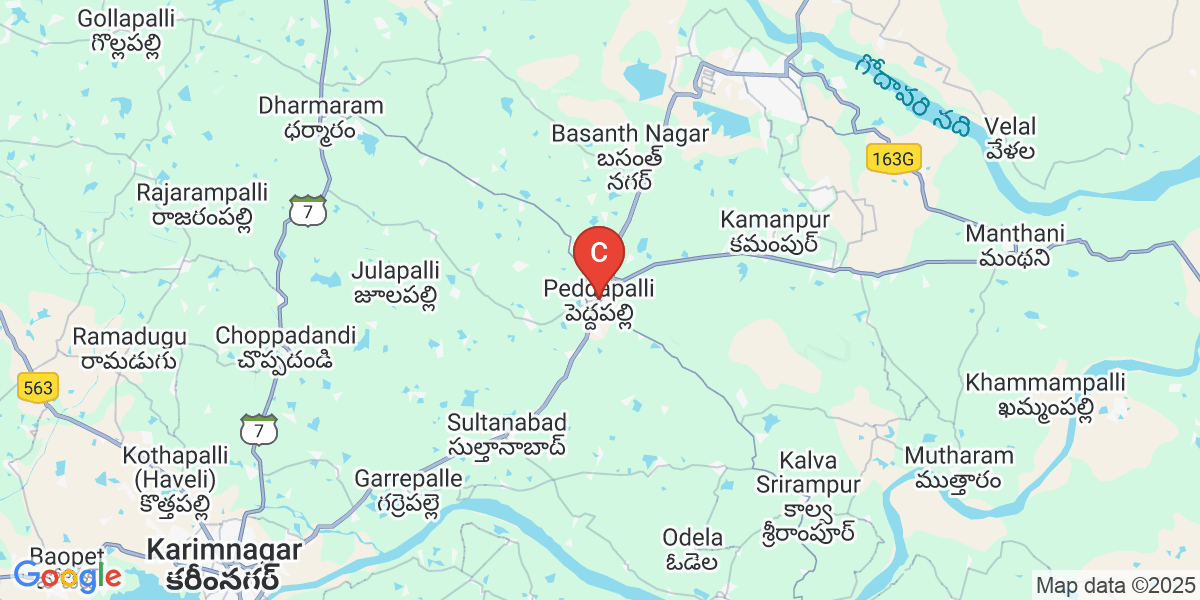 Gollapalli
గొల్లపల్లి
Dharmaram
ధర్మారం
Basanth Nagar
బసంత్
నగర్
గోదావరి నది
Velal
వేళల
163G
Rajarampalli
రాజరంపల్లి
7
Kamanpur
కమంపుర్
Manthani
మంథని
C
Julapalli
జూలపల్లి
Peddapalli
పెద్దపల్లి
Ramadugu
రామడుగు
Choppadandi
చొప్పదండి
563
Khammampalli
ఖమ్మంపల్లి
7
Sultanabad
సుల్తానాబాద్
Kothapalli
(Haveli)
కొత్తపల్లి
Garrepalle
గర్రెపల్లె
Kalva
Srirampur
కాల్వ
శ్రీరాంపూర్
Mutharam
ముత్తారం
Odela
ఓడెల
Karimnagar
కరీంనగర్
Baopet
Google
Map data ©2025